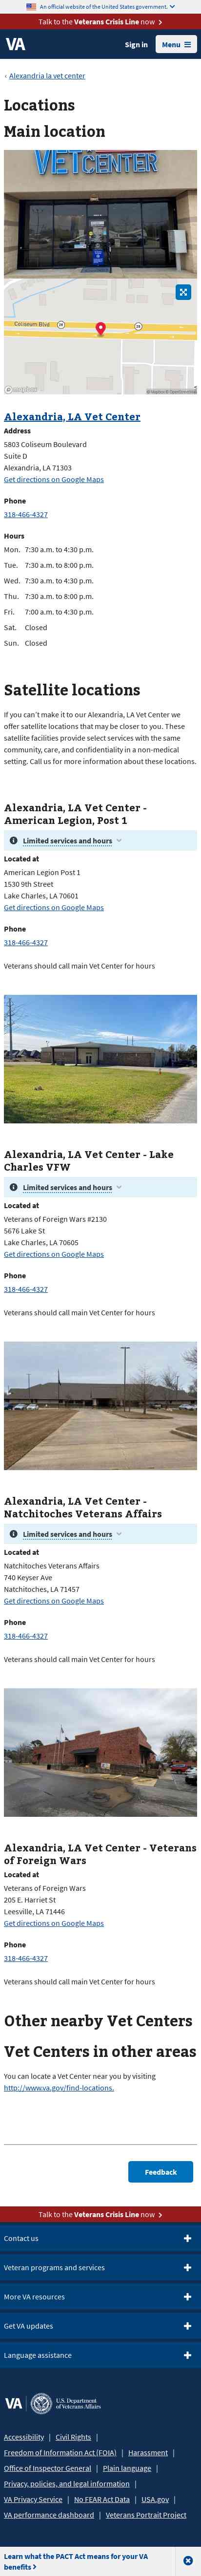 An official website of the United States government.
Talk to the Veterans Crisis Line now
VA
Sign in
Menu
Alexandria la vet center
Locations
Main location
VETCENTER
Coliseum Blvd
28
28
mapbox
Alexandria, LA Vet Center
Address
5803 Coliseum Boulevard
Suite D
Alexandria, LA 71303
Get directions on Google Maps
Phone
318-466-4327
Hours
Mon. 7:30 a.m. to 4:30 p.m.
Tue. 7:30 a.m. to 8:00 p.m.
Wed. 7:30 a.m. to 4:30 p.m.
Thu. 7:30 a.m. to 8:00 p.m.
Fri. 7:00 a.m. to 4:30 p.m.
Sat. Closed
Sun. Closed
Satellite locations
If you can't make it to our Alexandria, LA Vet Center we
offer satellite locations that may be closer to you. These
satellite facilities provide select services with the same
community, care, and confidentiality in a non-medical
setting. Call us for more information about these locations.
Alexandria, LA Vet Center -
American Legion, Post 1
Limited services and hours
Located at
American Legion Post 1
1530 9th Street
Lake Charles, LA 70601
Get directions on Google Maps
Phone
318-466-4327
Veterans should call main Vet Center for hours
Alexandria, LA Vet Center - Lake
Charles VFW
Limited services and hours
Located at
Veterans of Foreign Wars #2130
5676 Lake St
Lake Charles, LA 70605
Get directions on Google Maps
Phone
318-466-4327
Veterans should call main Vet Center for hours
Alexandria, LA Vet Center -
Natchitoches Veterans Affairs
Limited services and hours
Located at
Natchitoches Veterans Affairs
740 Keyser Ave
Natchitoches, LA 71457
Get directions on Google Maps
Phone
318-466-4327
Veterans should call main Vet Center for hours
Alexandria, LA Vet Center - Veterans
of Foreign Wars
Located at
Veterans of Foreign Wars
205 E. Harriet St
Leesville, LA 71446
Get directions on Google Maps
Phone
318-466-4327
Veterans should call main Vet Center for hours
Other nearby Vet Centers
Vet Centers in other areas
You can locate a Vet Center near you by visiting
http://www.va.gov/find-locations.
Feedback
Talk to the Veterans Crisis Line now
Contact us
Veteran programs and services
More VA resources
Get VA updates
Language assistance
VA
U.S. Department
of Veterans Affairs
Accessibility | Civil Rights |
Freedom of Information Act (FOIA) | Harassment |
Office of Inspector General | Plain language |
Privacy, policies, and legal information |
VA Privacy Service | No FEAR Act Data | USA.gov |
VA performance dashboard | Veterans Portrait Project
Learn what the PACT Act means for your VA
benefits